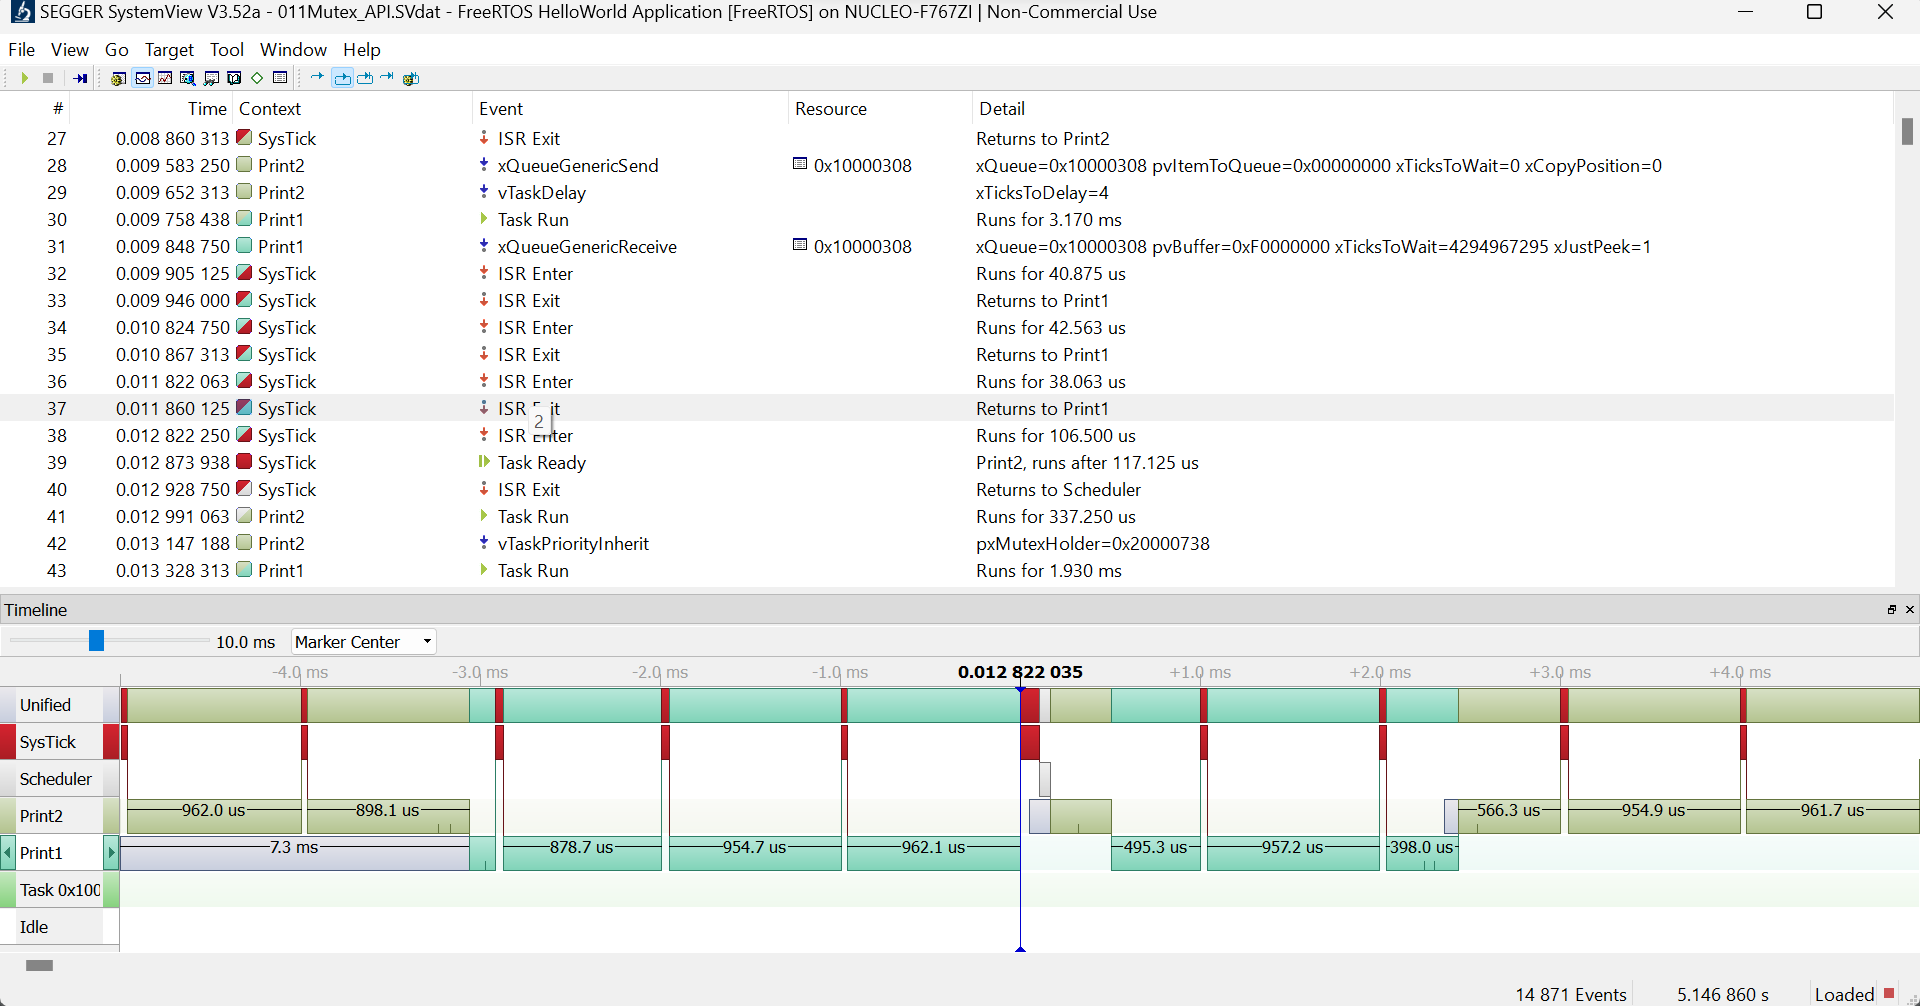 SEGGER SystemView V3.52a - 011Mutex_API.SVdat - FreeRTOS HelloWorld Application [FreeRTOS] on NUCLEO-F767ZI | Non-Commercial Use
File View Go Target Tool Window Help
# Time Context Event Resource Detail
27 0.008 860 313 SysTick ISR Exit Returns to Print2
28 0.009 583 250 Print2 xQueueGenericSend 0x10000308 xQueue=0x10000308 pvItemToQueue=0x00000000 xTicksToWait=0 xCopyPosition=0
29 0.009 652 313 Print2 vTaskDelay xTicksToDelay=4
30 0.009 758 438 Print1 Task Run Runs for 3.170 ms
31 0.009 848 750 Print1 xQueueGenericReceive 0x10000308 xQueue=0x10000308 pvBuffer=0xF0000000 xTicksToWait=4294967295 xJustPeek=1
32 0.009 905 125 SysTick ISR Enter Runs for 40.875 us
33 0.009 946 000 SysTick ISR Exit Returns to Print1
34 0.010 824 750 SysTick ISR Enter Runs for 42.563 us
35 0.010 867 313 SysTick ISR Exit Returns to Print1
36 0.011 822 063 SysTick ISR Enter Runs for 38.063 us
37 0.011 860 125 SysTick ISR Exit Returns to Print1
2
38 0.012 822 250 SysTick ISR Enter Runs for 106.500 us
39 0.012 873 938 SysTick Task Ready Print2, runs after 117.125 us
40 0.012 928 750 SysTick ISR Exit Returns to Scheduler
41 0.012 991 063 Print2 Task Run Runs for 337.250 us
42 0.013 147 188 Print2 vTaskPriorityInherit pxMutexHolder=0x20000738
43 0.013 328 313 Print1 Task Run Runs for 1.930 ms
Timeline
10.0 ms Marker Center
-4.0 ms -3.0 ms -2.0 ms -1.0 ms 0.012 822 035 +1.0 ms +2.0 ms +3.0 ms +4.0 ms
Unified
SysTick
Scheduler
Print2 962.0 us 898.1 us 566.3 us 954.9 us 961.7 us
Print1 7.3 ms 878.7 us 954.7 us 962.1 us 495.3 us 957.2 us 398.0 us
Task 0x100
Idle
14 871 Events 5.146 860 s Loaded